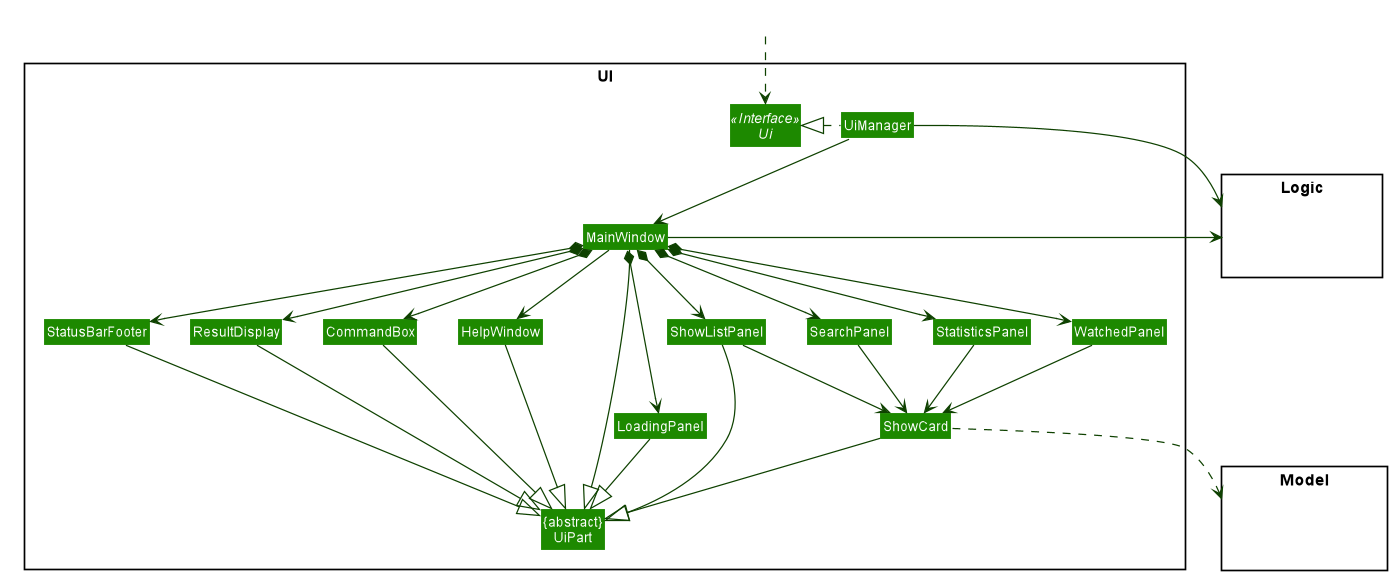 UI
«Interface»
Ui
UiManager
Logic
MainWindow
StatusBarFooter
ResultDisplay
CommandBox
HelpWindow
ShowListPanel
SearchPanel
StatisticsPanel
WatchedPanel
LoadingPanel
ShowCard
Model
{abstract}
UiPart